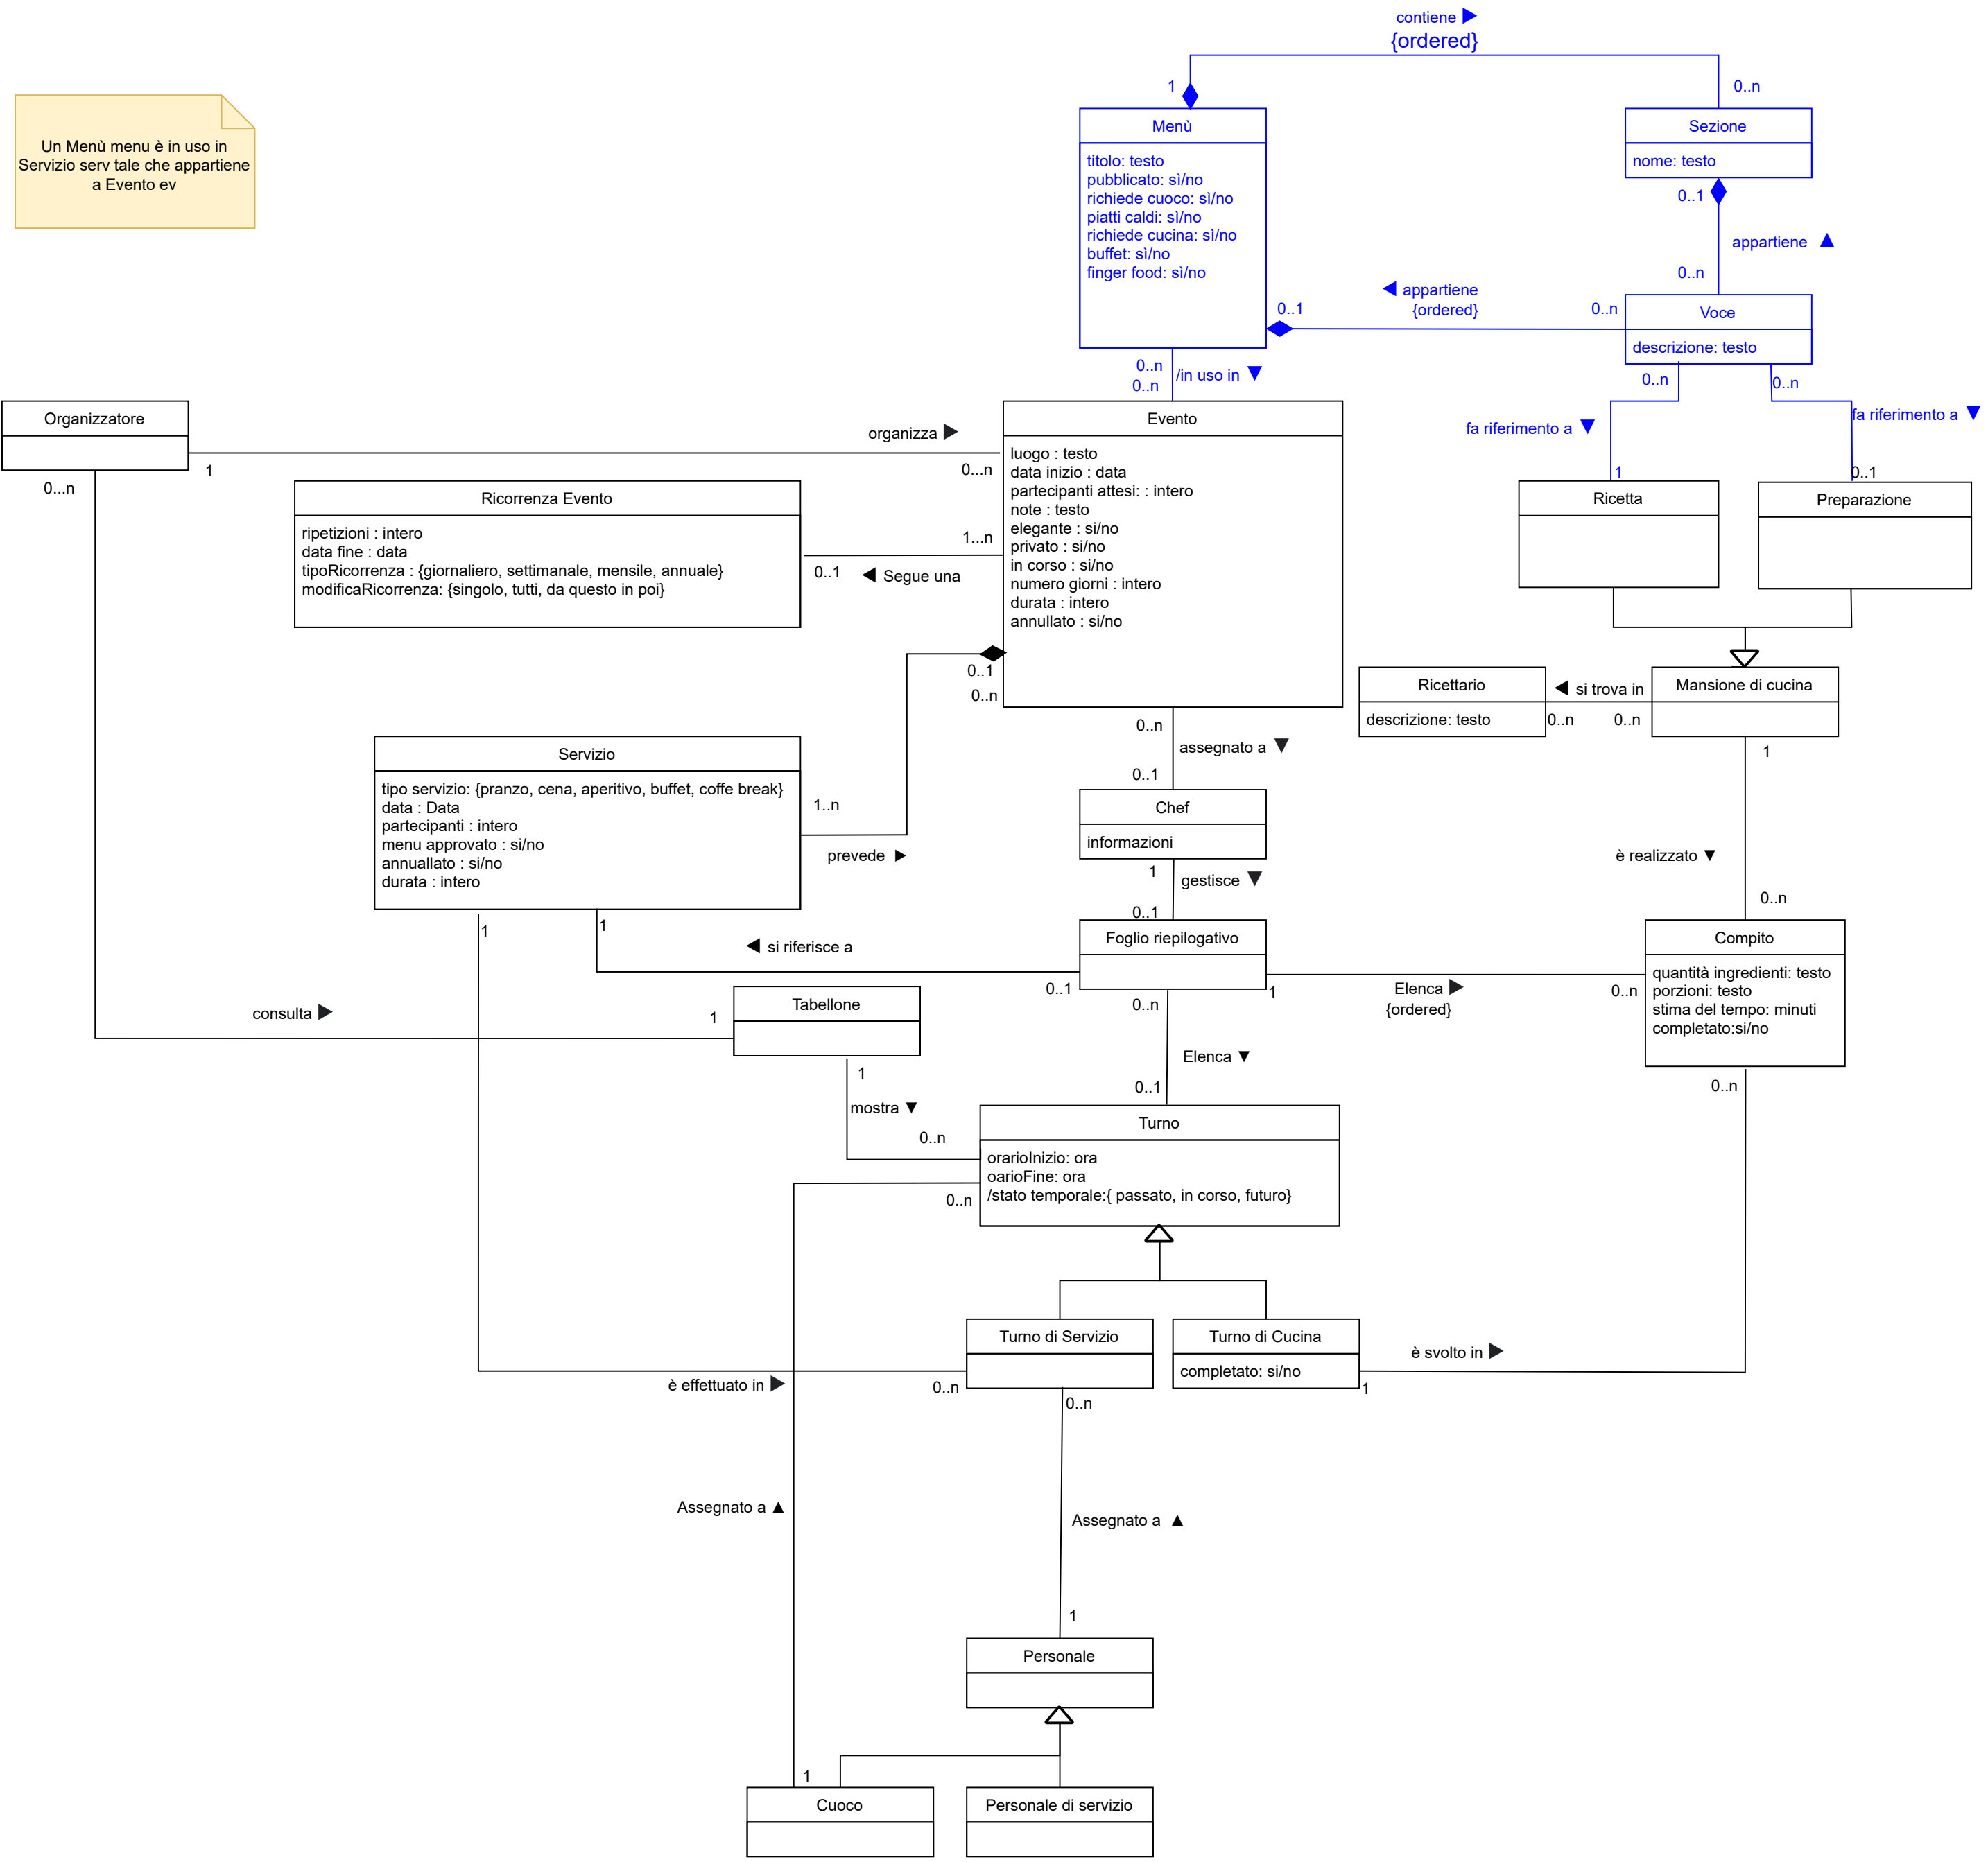 contiene
{ordered}
1
0..n
Un Menù menu è in uso in
Servizio serv tale che appartiene
a Evento ev
Menù
titolo: testo
pubblicato: sì/no
richiede cuoco: sì/no
piatti caldi: sì/no
richiede cucina: sì/no
buffet: sì/no
finger food: sì/no
Sezione
nome: testo
0..1
appartiene
0..n
0..1
appartiene
{ordered}
0..n
Voce
descrizione: testo
0..n
0..n
/in uso in
0..n
0..n
fa riferimento a
fa riferimento a
1
0..1
Organizzatore
1
0...n
organizza
0...n
Evento
luogo : testo
data inizio : data
partecipanti attesi: : intero
note : testo
elegante : si/no
privato : si/no
in corso : si/no
numero giorni : intero
durata : intero
annullato : si/no
Ricorrenza Evento
ripetizioni : intero
data fine : data
tipoRicorrenza : {giornaliero, settimanale, mensile, annuale}
modificaRicorrenza: {singolo, tutti, da questo in poi}
1...n
0..1
Segue una
Ricetta
Preparazione
0..1
0..n
Ricettario
descrizione: testo
si trova in
0..n
0..n
Mansione di cucina
1
Servizio
tipo servizio: {pranzo, cena, aperitivo, buffet, coffe break}
data : Data
partecipanti : intero
menu approvato : si/no
annuallato : si/no
durata : intero
1..n
prevede
0..n
assegnato a
0..1
Chef
informazioni
1
gestisce
0..1
è realizzato
0..n
1
1
si riferisce a
0..1
Foglio riepilogativo
1
Elenca
{ordered}
0..n
Compito
quantità ingredienti: testo
porzioni: testo
stima del tempo: minuti
completato:si/no
0..n
consulta
1
Tabellone
1
mostra
0..n
0..n
Elenca
0..1
Turno
orarioInizio: ora
oarioFine: ora
/stato temporale:{ passato, in corso, futuro}
0..n
Turno di Servizio
Turno di Cucina
completato: si/no
è svolto in
1
è effettuato in
0..n
0..n
Assegnato a
Assegnato a
1
Personale
1
Cuoco
Personale di servizio